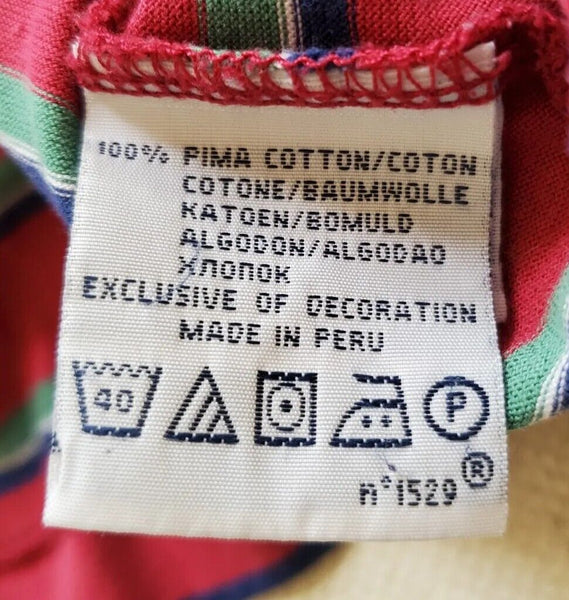 100% PIMA COTTON/COTON
COTONE/BAUMWOLLE
KATOEN/BOMULD
ALGODON/ALGODAO
ХЛОПОК
EXCLUSIVE OF DECORATION
MADE IN PERU
40 P
n°1529®